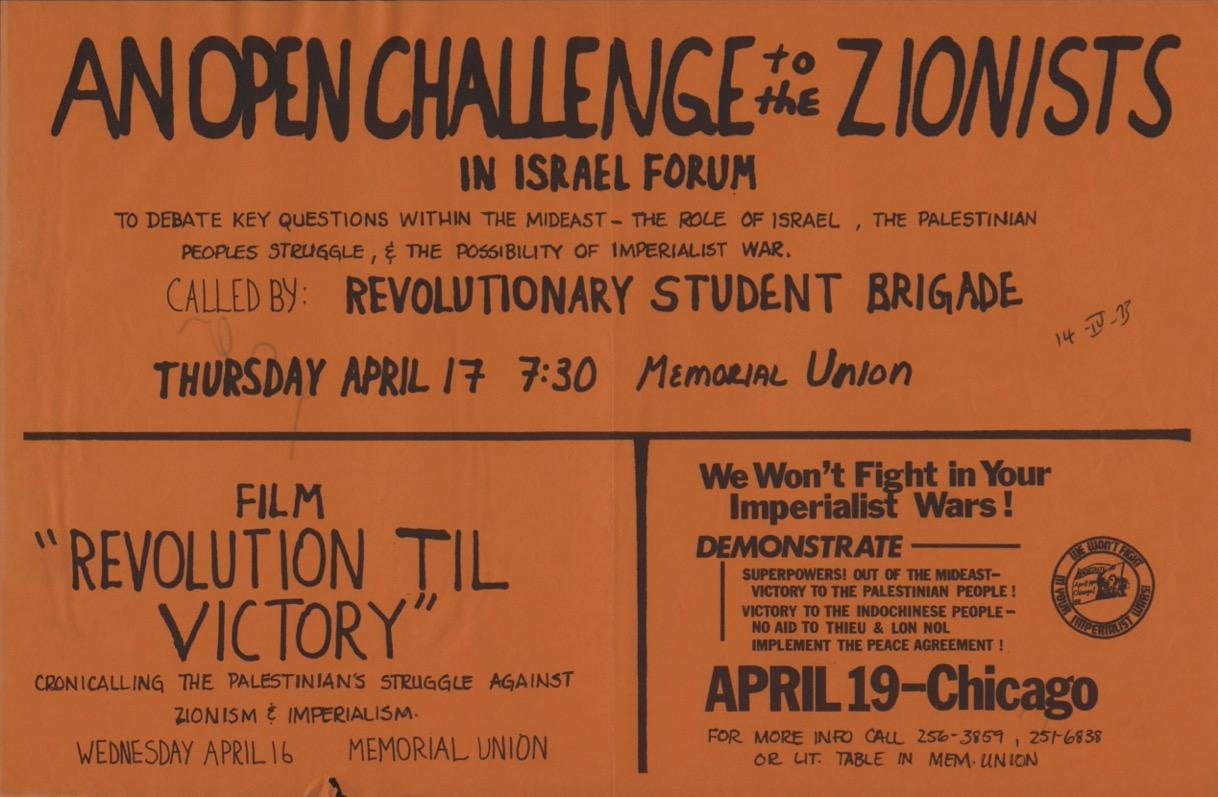 AN OPEN CHALLENGE to the ZIONISTS
IN ISRAEL FORUM
TO DEBATE KEY QUESTIONS WITHIN THE MIDEAST – THE ROLE OF ISRAEL , THE PALESTINIAN
PEOPLES STRUGGLE , & THE POSSIBILITY OF IMPERIALIST WAR.
CALLED BY: REVOLUTIONARY STUDENT BRIGADE
THURSDAY APRIL 17 7:30 MEMORIAL UNION
FILM
"REVOLUTION TIL
VICTORY"
CRONICALLING THE PALESTINIAN'S STRUGGLE AGAINST
ZIONISM & IMPERIALISM.
WEDNESDAY APRIL 16 MEMORIAL UNION
We Won't Fight in Your
Imperialist Wars!
DEMONSTRATE
SUPERPOWERS! OUT OF THE MIDEAST–
VICTORY TO THE PALESTINIAN PEOPLE!
VICTORY TO THE INDOCHINESE PEOPLE–
NO AID TO THIEU & LON NOL
IMPLEMENT THE PEACE AGREEMENT!
WE WON'T FIGHT
IN YOUR IMPERIALIST WARS!
APRIL 19–Chicago
FOR MORE INFO CALL 256-3859 , 251-6838
OR LIT. TABLE IN MEM. UNION